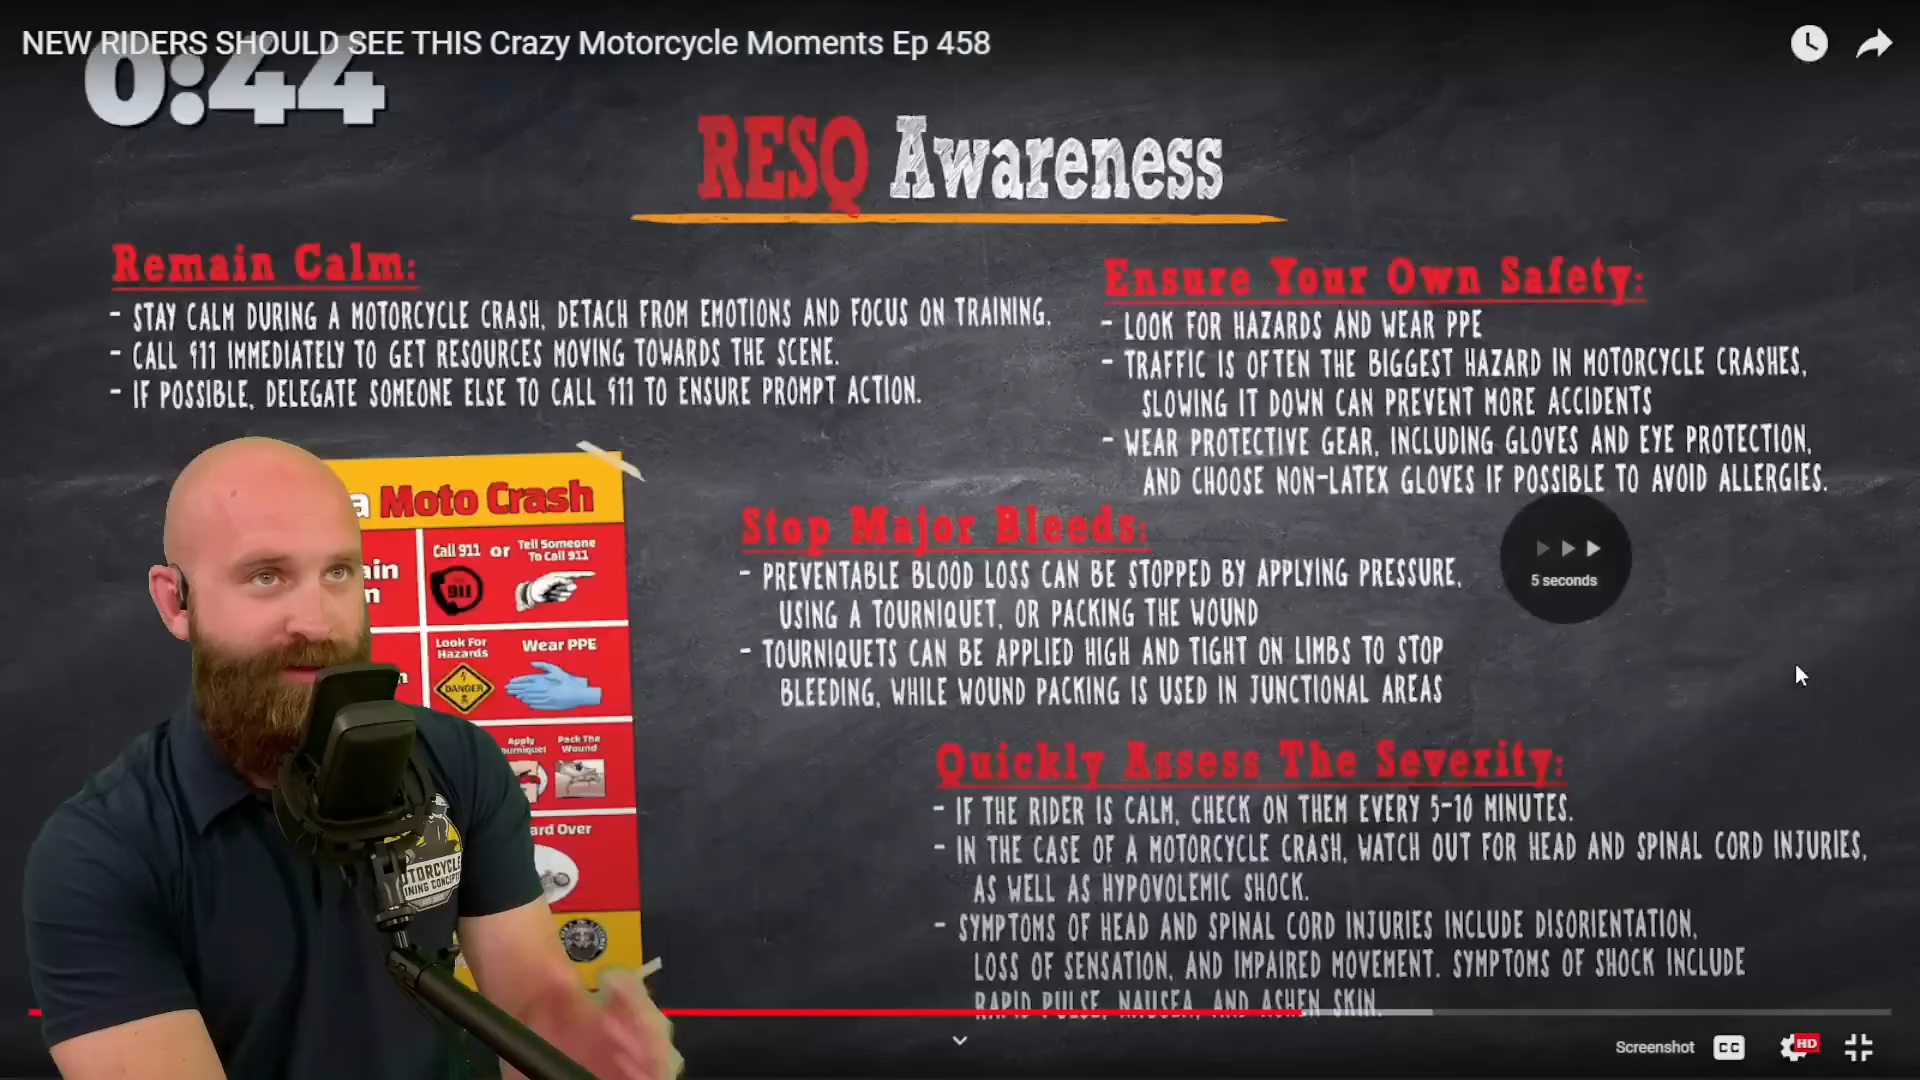 NEW RIDERS SHOULD SEE THIS Crazy Motorcycle Moments Ep 458
0:44
RESQ Awareness
Remain Calm:
- STAY CALM DURING A MOTORCYCLE CRASH. DETACH FROM EMOTIONS AND FOCUS ON TRAINING.
- CALL 911 IMMEDIATELY TO GET RESOURCES MOVING TOWARDS THE SCENE.
- IF POSSIBLE, DELEGATE SOMEONE ELSE TO CALL 911 TO ENSURE PROMPT ACTION.
Ensure Your Own Safety:
- LOOK FOR HAZARDS AND WEAR PPE
- TRAFFIC IS OFTEN THE BIGGEST HAZARD IN MOTORCYCLE CRASHES,
SLOWING IT DOWN CAN PREVENT MORE ACCIDENTS
- WEAR PROTECTIVE GEAR, INCLUDING GLOVES AND EYE PROTECTION,
AND CHOOSE NON-LATEX GLOVES IF POSSIBLE TO AVOID ALLERGIES.
a Moto Crash
Call 911 or Tell Someone
To Call 911
911
Look For
Hazards
Wear PPE
DANGER
Apply
Pack The
Wound
ard Over
Stop Major Bleeds:
- PREVENTABLE BLOOD LOSS CAN BE STOPPED BY APPLYING PRESSURE,
USING A TOURNIQUET, OR PACKING THE WOUND
- TOURNIQUETS CAN BE APPLIED HIGH AND TIGHT ON LIMBS TO STOP
BLEEDING, WHILE WOUND PACKING IS USED IN JUNCTIONAL AREAS
5 seconds
Quickly Assess The Severity:
- IF THE RIDER IS CALM, CHECK ON THEM EVERY 5-10 MINUTES.
- IN THE CASE OF A MOTORCYCLE CRASH, WATCH OUT FOR HEAD AND SPINAL CORD INJURIES,
AS WELL AS HYPOVOLEMIC SHOCK.
- SYMPTOMS OF HEAD AND SPINAL CORD INJURIES INCLUDE DISORIENTATION,
LOSS OF SENSATION, AND IMPAIRED MOVEMENT. SYMPTOMS OF SHOCK INCLUDE
RAPID PULSE, NAUSEA, AND ASHEN SKIN.
Screenshot
CC
HD